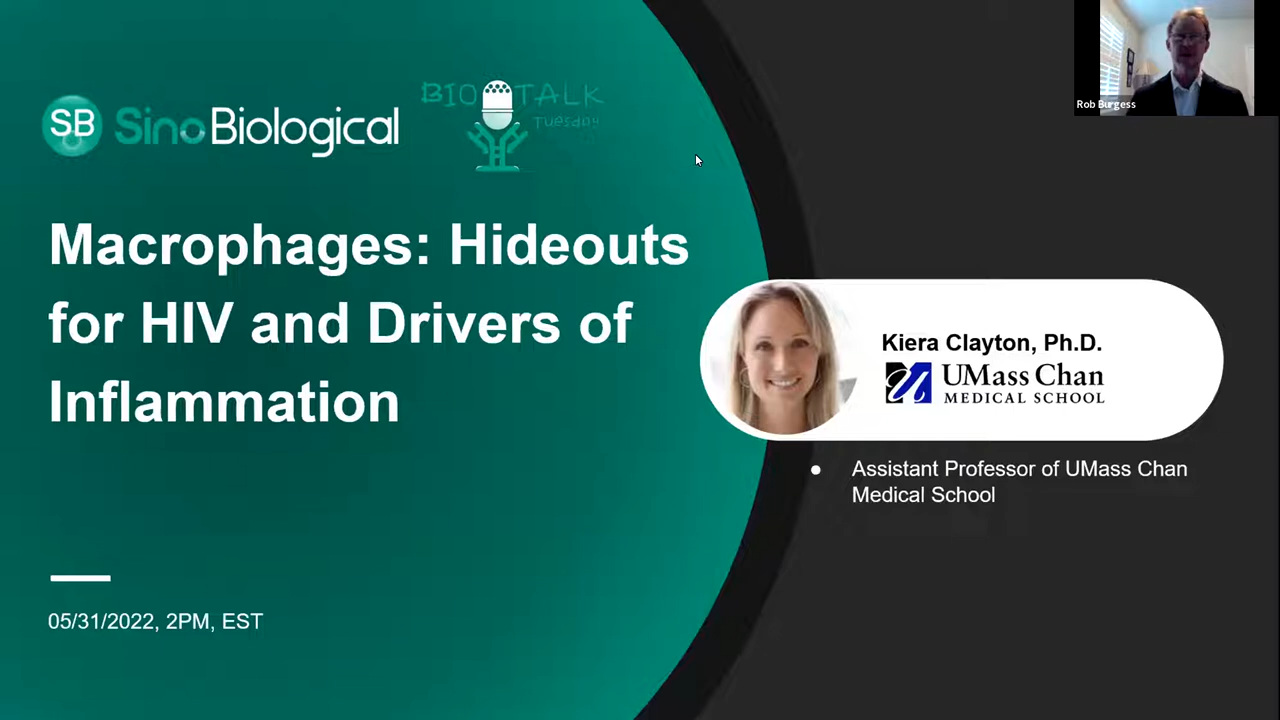 SB SinoBiological
BIO TALK
Tuesday
Rob Burgess
Macrophages: Hideouts
for HIV and Drivers of
Inflammation
Kiera Clayton, Ph.D.
UMass Chan
MEDICAL SCHOOL
● Assistant Professor of UMass Chan
Medical School
05/31/2022, 2PM, EST